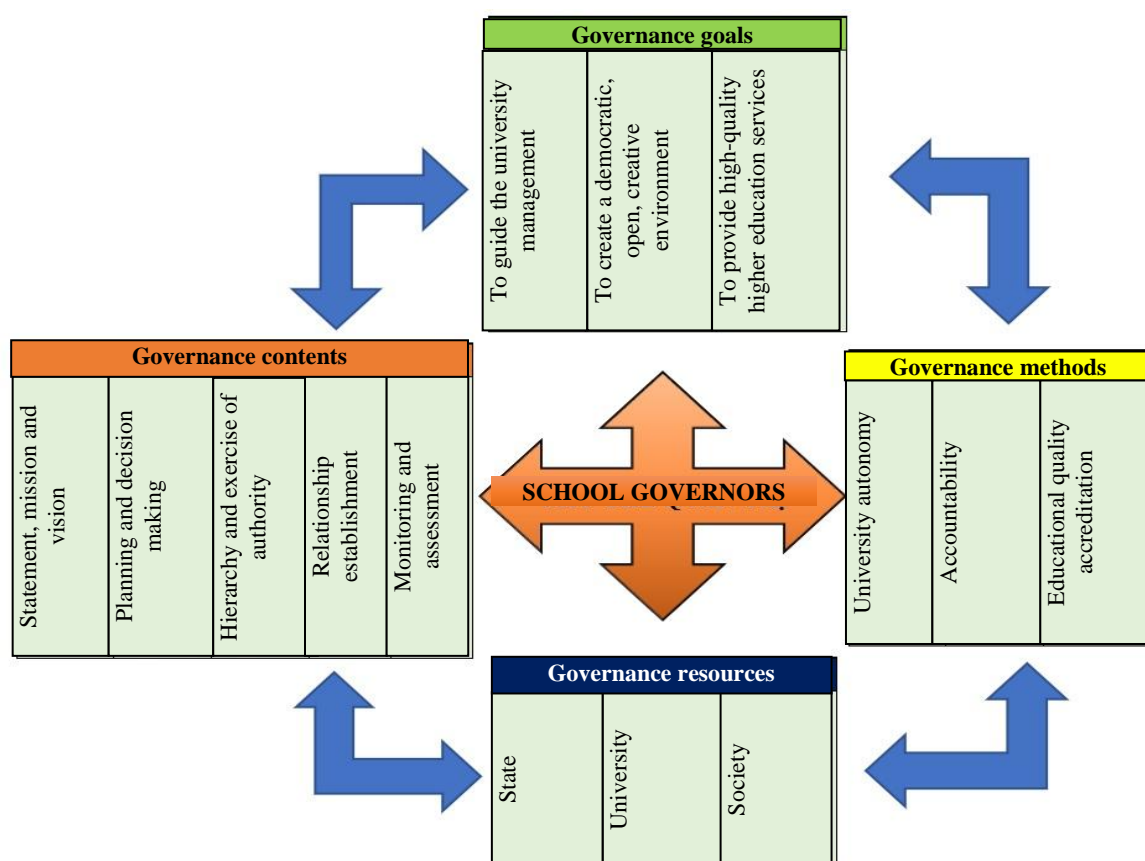 Governance goals
To guide the university
management
To create a democratic,
open, creative
environment
To provide high-quality
higher education services
Governance contents
Statement, mission and
vision
Planning and decision
making
Hierarchy and exercise of
authority
Relationship
establishment
Monitoring and
assessment
SCHOOL GOVERNORS
Governance methods
University autonomy
Accountability
Educational quality
accreditation
Governance resources
State
University
Society